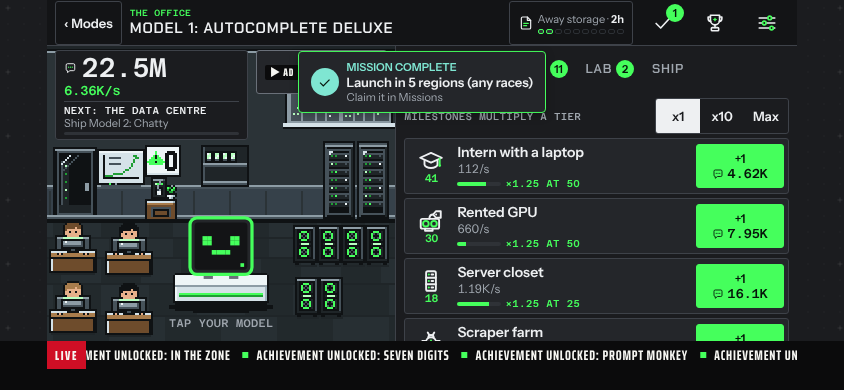 ‹ Modes
THE OFFICE
MODEL 1: AUTOCOMPLETE DELUXE
Away storage · 2h
1
22.5M
6.36K/s
NEXT: THE DATA CENTRE
Ship Model 2: Chatty
AD
MISSION COMPLETE
Launch in 5 regions (any races)
Claim it in Missions
11
LAB 2
SHIP
MILESTONES MULTIPLY A TIER
x1
x10
Max
Intern with a laptop
112/s
41
×1.25 AT 50
+1
4.62K
Rented GPU
660/s
30
×1.25 AT 50
+1
7.95K
Server closet
1.19K/s
18
×1.25 AT 25
+1
16.1K
Scraper farm
+1
TAP YOUR MODEL
LIVE
MENT UNLOCKED: IN THE ZONE ■ ACHIEVEMENT UNLOCKED: SEVEN DIGITS ■ ACHIEVEMENT UNLOCKED: PROMPT MONKEY ■ ACHIEVEMENT UN